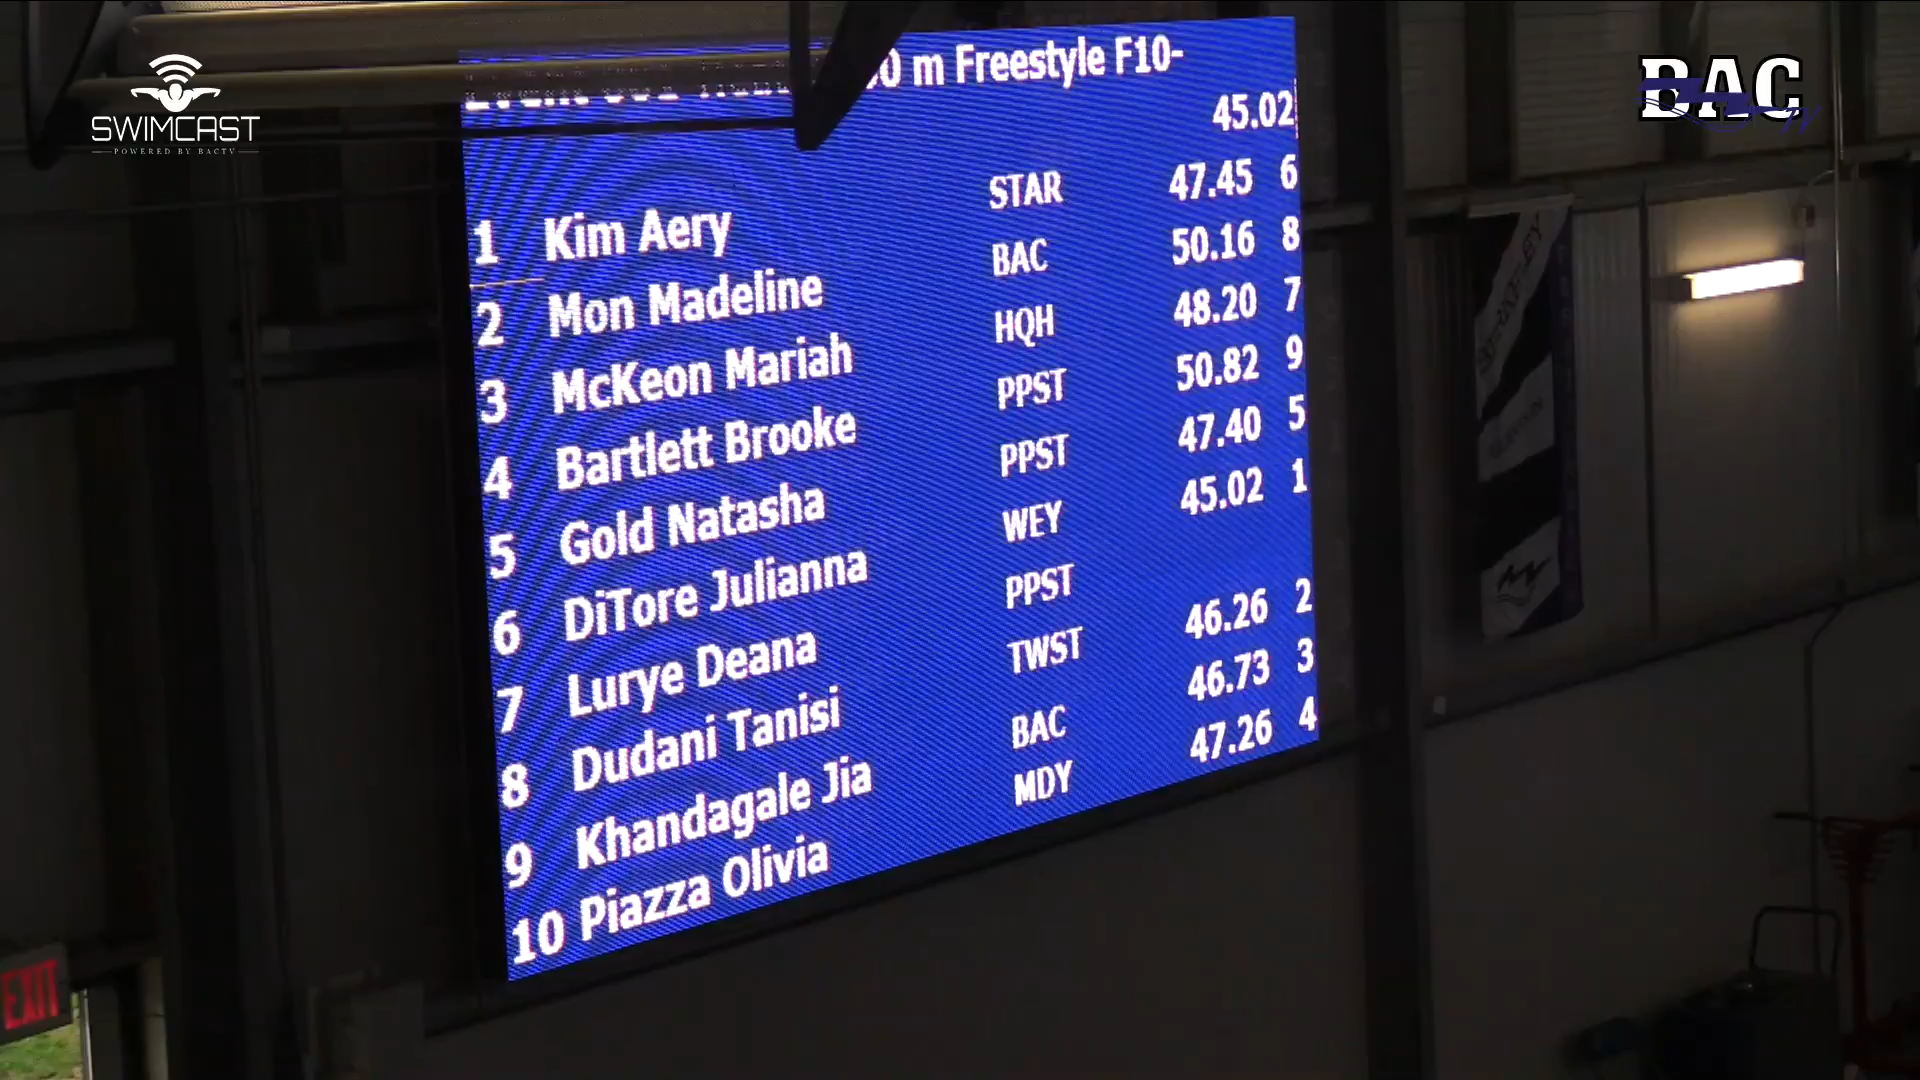 SWIMCAST
POWERED BY BACTV
BAC
TV
m Freestyle F10-
45.02
1 Kim Aery STAR 47.45 6
2 Mon Madeline BAC 50.16 8
3 McKeon Mariah HQH 48.20 7
4 Bartlett Brooke PPST 50.82 9
5 Gold Natasha PPST 47.40 5
6 DiTore Julianna WEY 45.02 1
7 Lurye Deana PPST
8 Dudani Tanisi TWST 46.26 2
9 Khandagale Jia BAC 46.73 3
10 Piazza Olivia MDY 47.26 4
EXIT